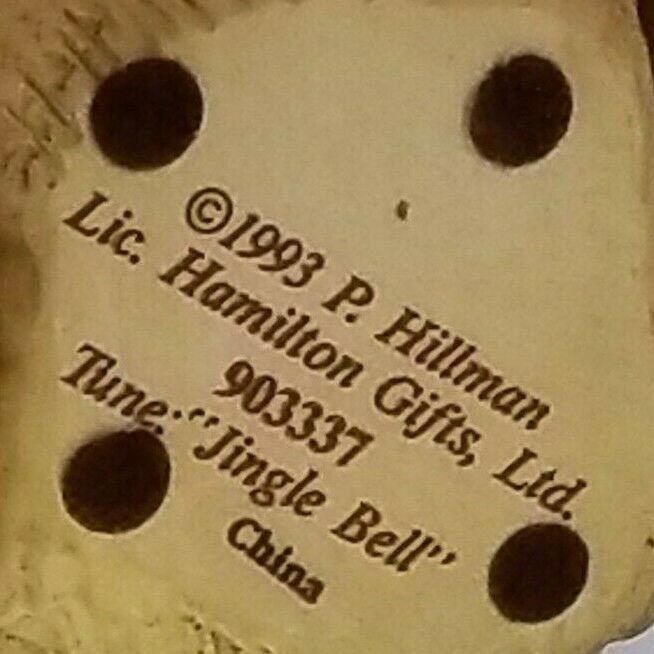 ©1993 P. Hillman
Lic. Hamilton Gifts, Ltd.
903337
Tune: "Jingle Bell"
China